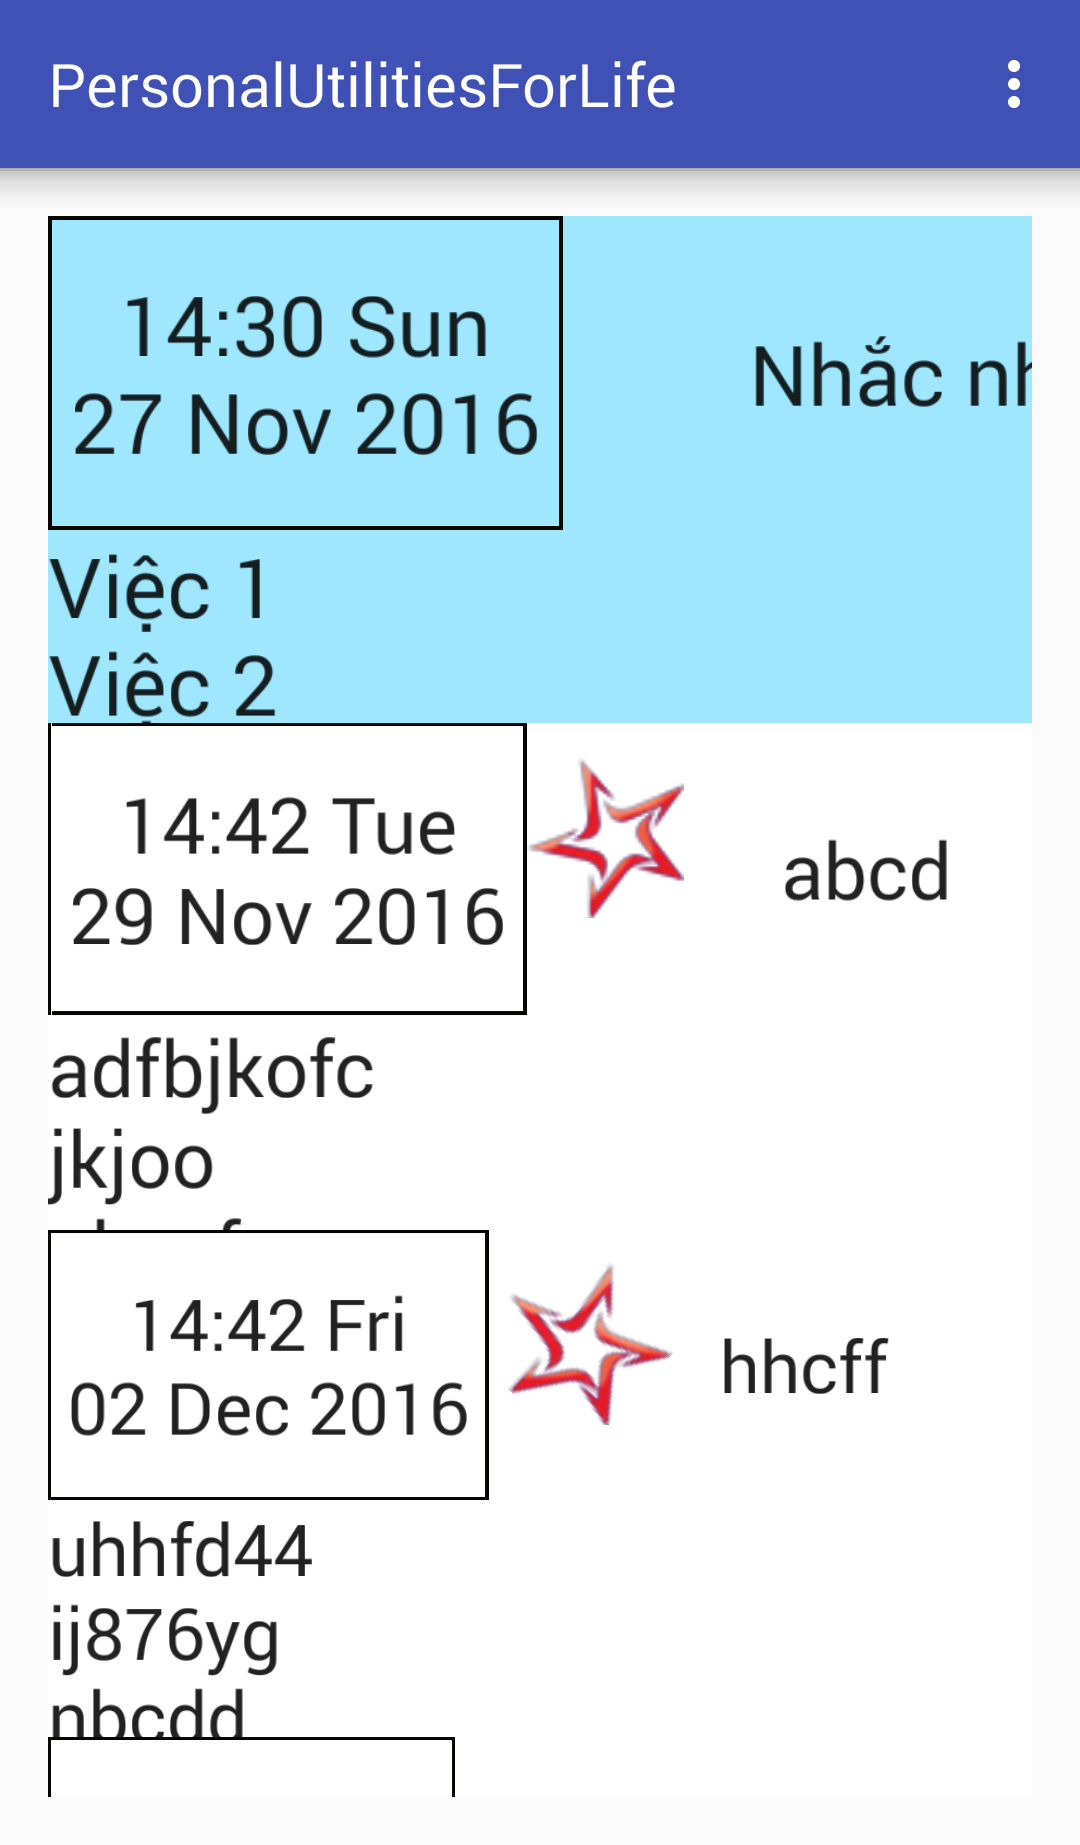 PersonalUtilitiesForLife
14:30 Sun
27 Nov 2016
Nhắc
Việc 1
Việc 2
14:42 Tue
29 Nov 2016
abcd
adfbjkofc
jkjoo
14:42 Fri
02 Dec 2016
hhcff
uhhfd44
ij876yg
nbcdd